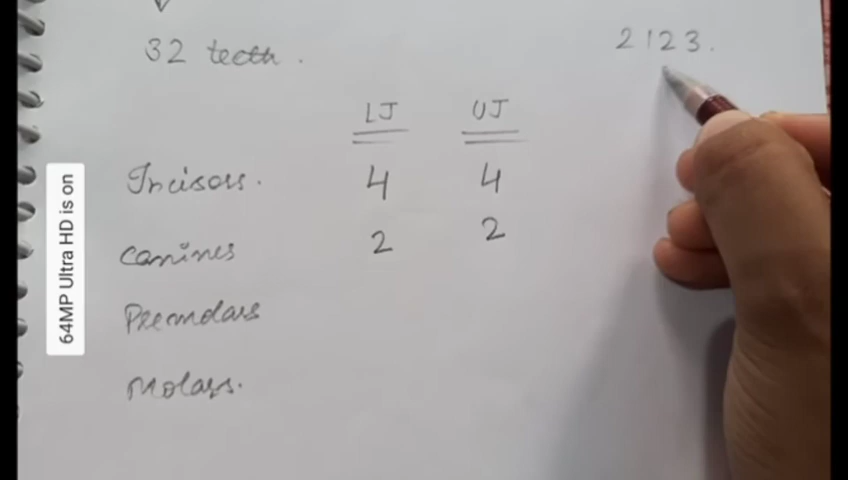 2123.
32 teeth.
LJ UJ
Incisors. 4 4
Canines 2 2
Premolars
Molars.
64MP Ultra HD is on